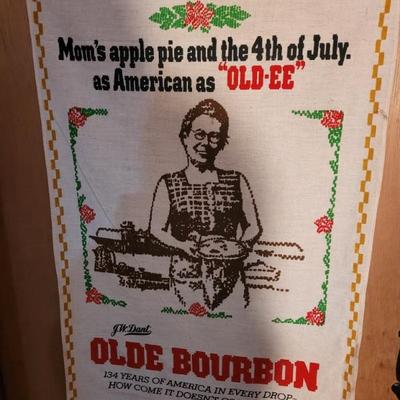 Mom's apple pie and the 4th of July.
as American as "OLD-EE"
J.W. Dant
OLDE BOURBON
134 YEARS OF AMERICA IN EVERY DROP–
HOW COME IT DOESN'T